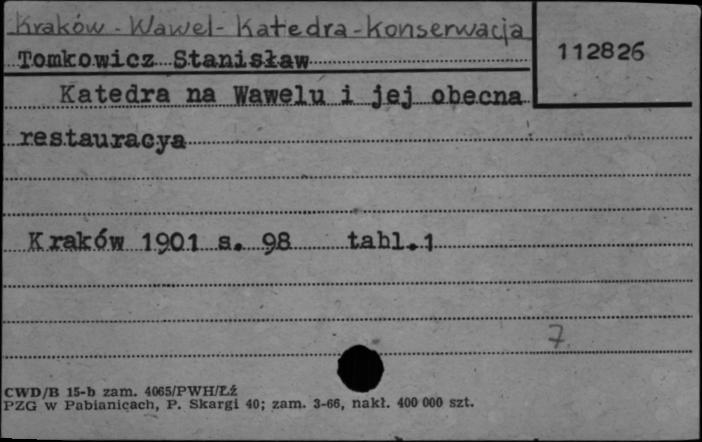 Kraków - Wawel - Katedra - Konserwacja
Tomkowicz Stanisław
112826
Katedra na Wawelu i jej obecna
restauracya
Kraków 1901 s. 98 tabl.1
7
CWD/B 15-b zam. 4065/PWH/Łź
PZG w Pabianicach, P. Skargi 40; zam. 3-66, nakł. 400 000 szt.